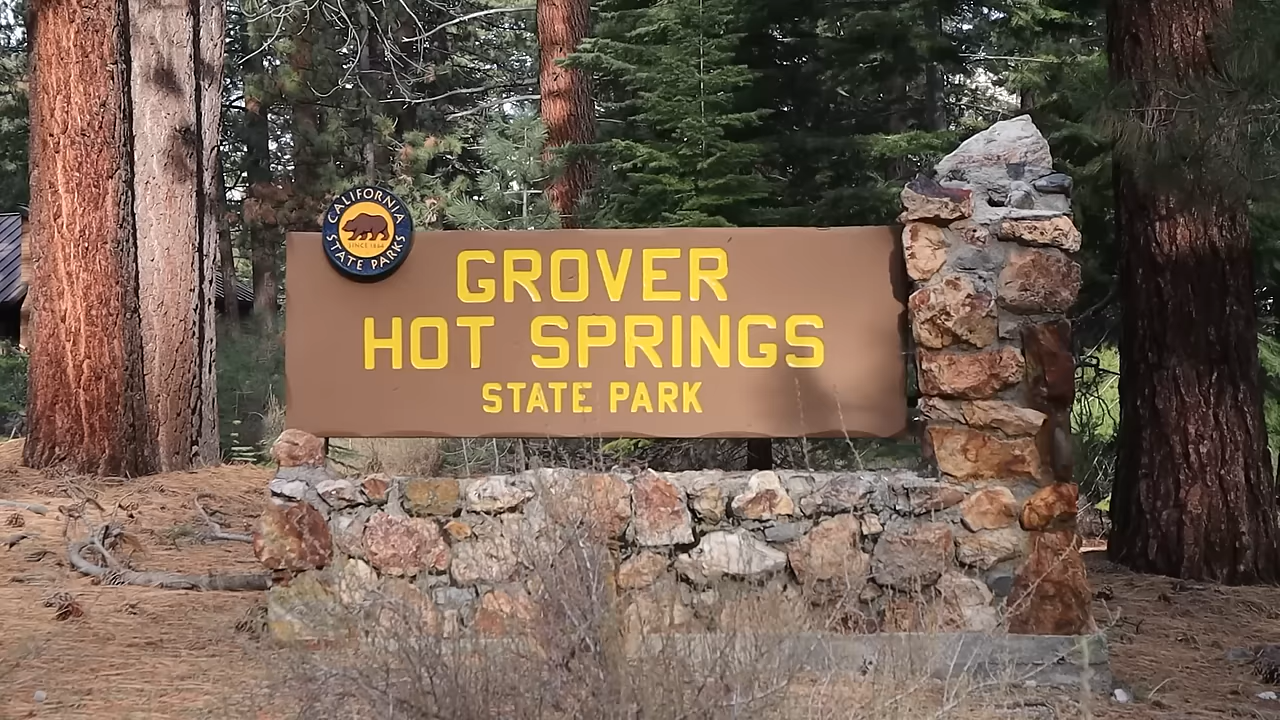 CALIFORNIA
SINCE 1864
STATE PARKS
GROVER
HOT SPRINGS
STATE PARK